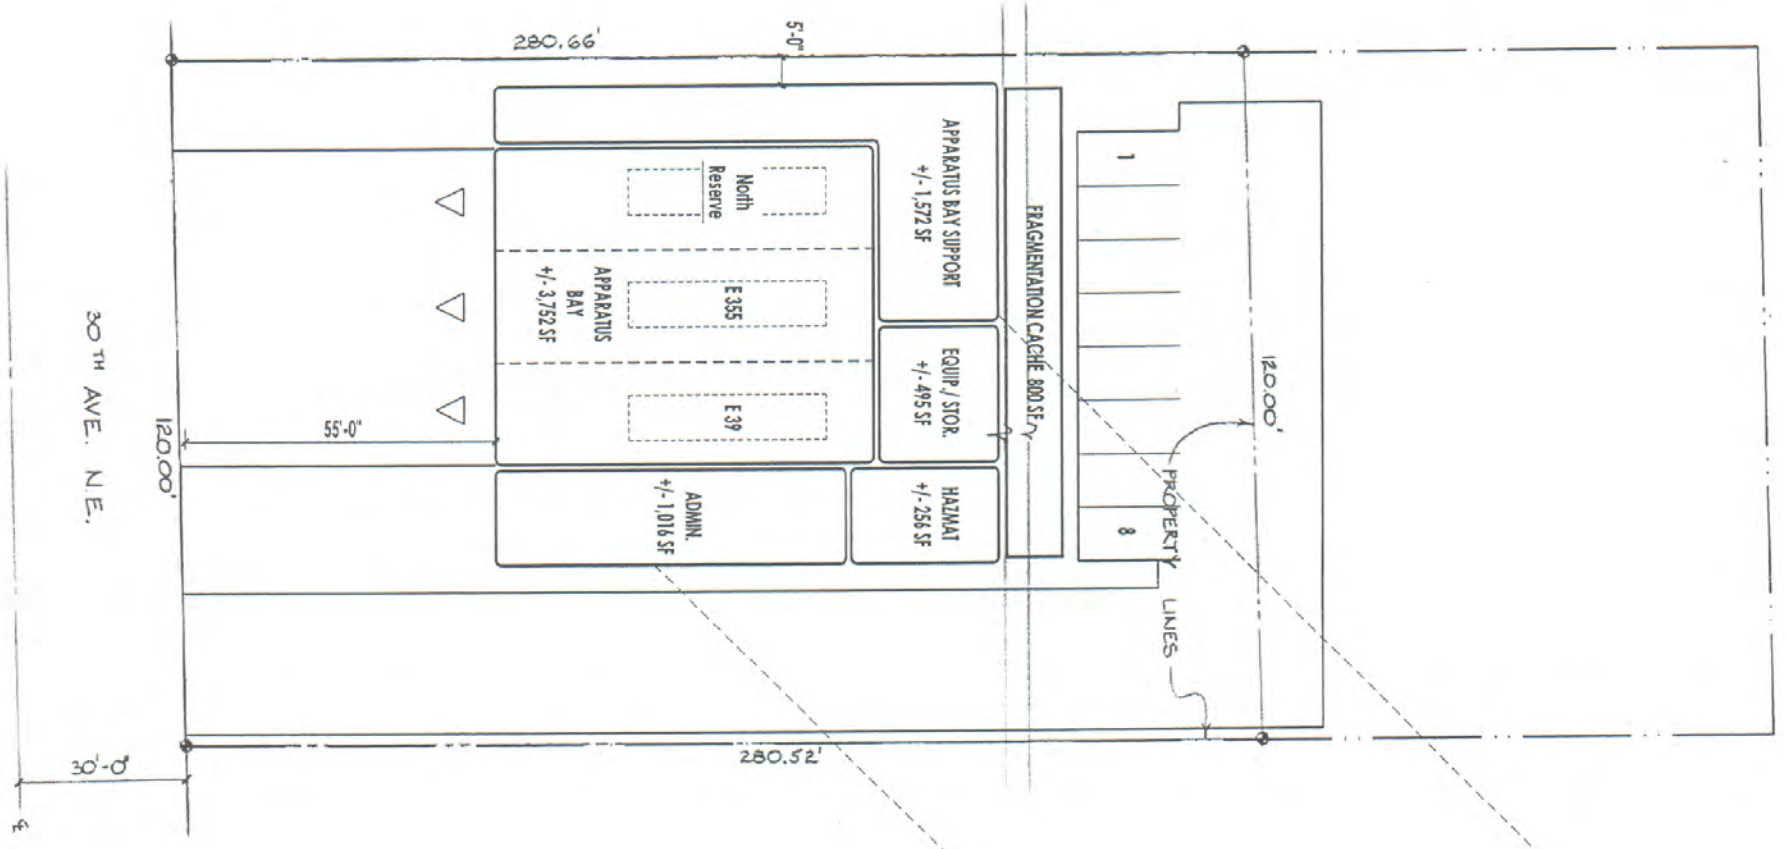 280.66'
5'-0"
APPARATUS BAY SUPPORT
+/- 1,572 SF
FRAGMENTATION CACHE 800 SF
1
8
North
Reserve
E 355
E 39
APPARATUS
BAY
+/- 3,752 SF
EQUIP./ STOR.
+/- 495 SF
HAZMAT
+/- 256 SF
ADMIN.
+/- 1,016 SF
55'-0"
120.00'
120.00'
PROPERTY LINES
30TH AVE. N.E.
30'-0"
280.52'